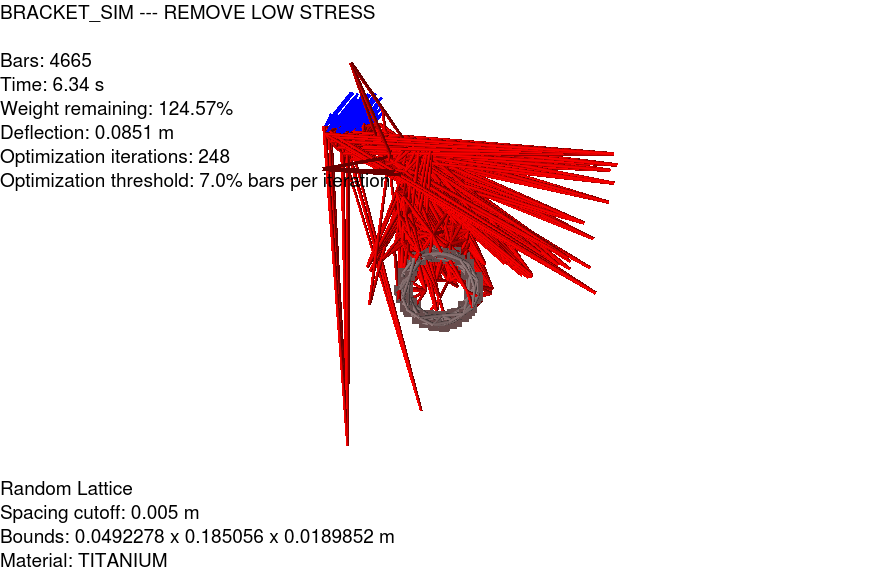 BRACKET_SIM --- REMOVE LOW STRESS
Bars: 4665
Time: 6.34 s
Weight remaining: 124.57%
Deflection: 0.0851 m
Optimization iterations: 248
Optimization threshold: 7.0% bars per iteration
Random Lattice
Spacing cutoff: 0.005 m
Bounds: 0.0492278 x 0.185056 x 0.0189852 m
Material: TITANIUM